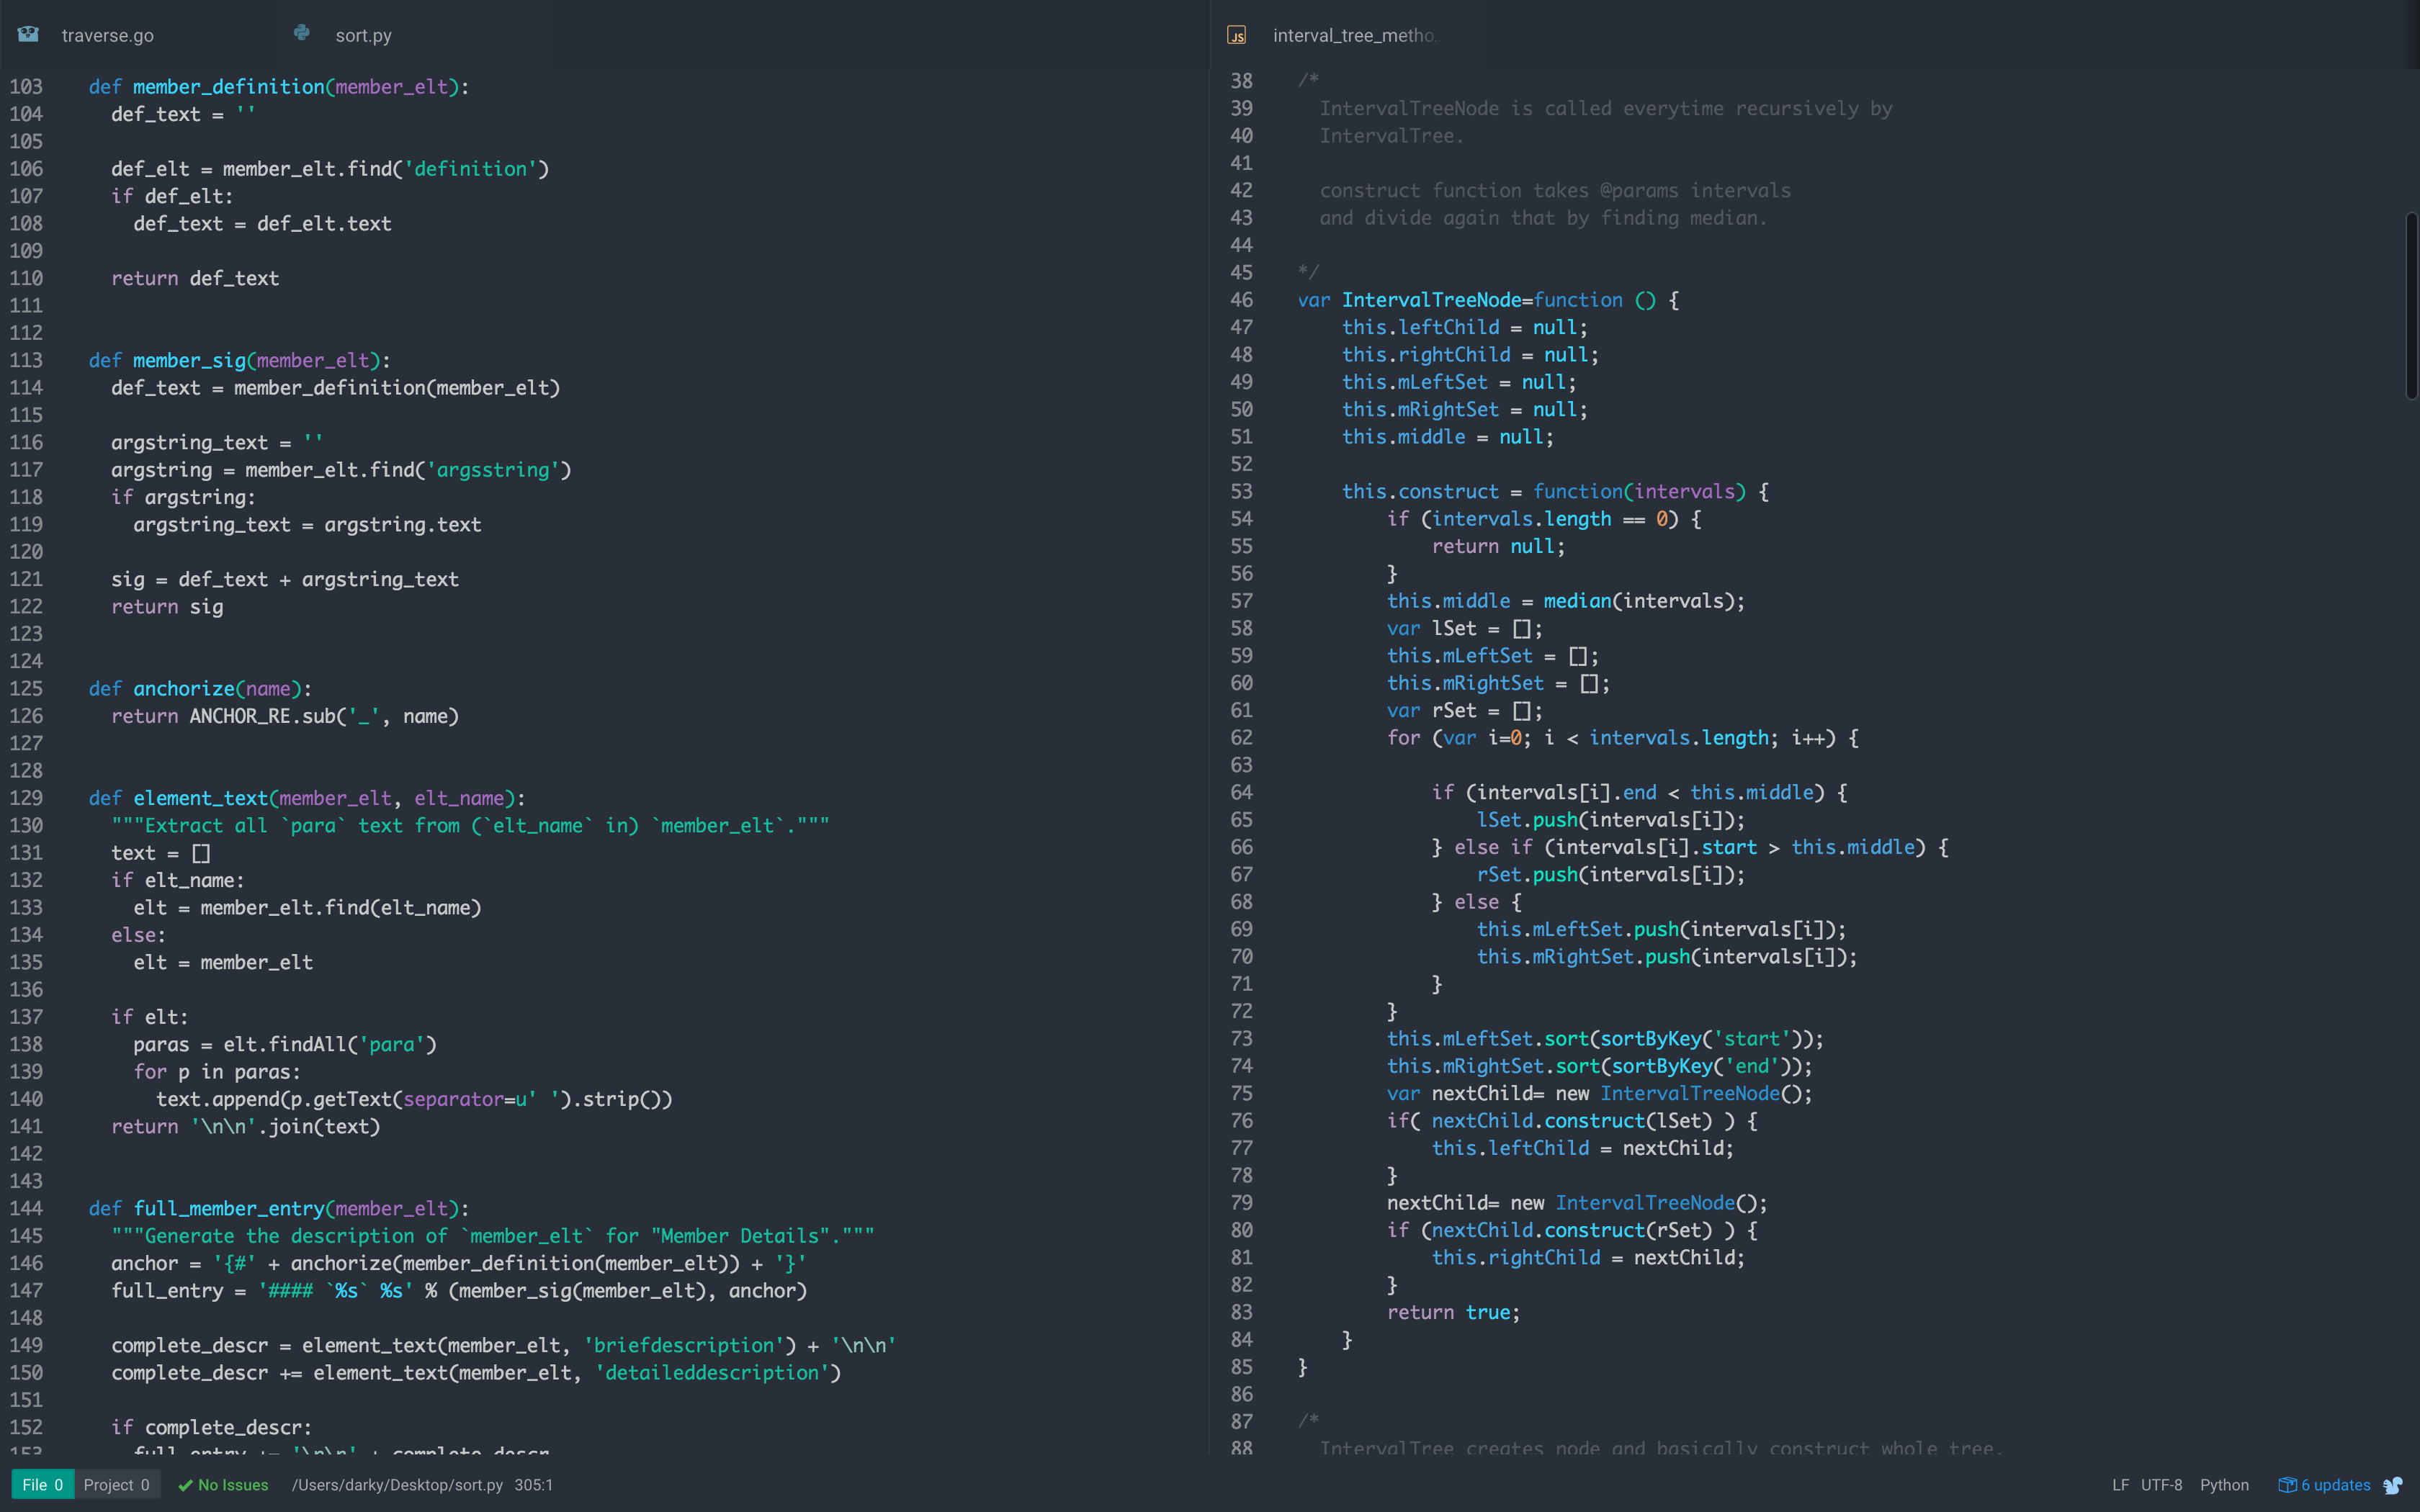 traverse.go
sort.py
103 def member_definition(member_elt):
104 def_text = ''
105
106 def_elt = member_elt.find('definition')
107 if def_elt:
108 def_text = def_elt.text
109
110 return def_text
111
112
113 def member_sig(member_elt):
114 def_text = member_definition(member_elt)
115
116 argstring_text = ''
117 argstring = member_elt.find('argsstring')
118 if argstring:
119 argstring_text = argstring.text
120
121 sig = def_text + argstring_text
122 return sig
123
124
125 def anchorize(name):
126 return ANCHOR_RE.sub('_', name)
127
128
129 def element_text(member_elt, elt_name):
130 """Extract all `para` text from (`elt_name` in) `member_elt`."""
131 text = []
132 if elt_name:
133 elt = member_elt.find(elt_name)
134 else:
135 elt = member_elt
136
137 if elt:
138 paras = elt.findAll('para')
139 for p in paras:
140 text.append(p.getText(separator=u' ').strip())
141 return '\n\n'.join(text)
142
143
144 def full_member_entry(member_elt):
145 """Generate the description of `member_elt` for "Member Details"."""
146 anchor = '{#' + anchorize(member_definition(member_elt)) + '}'
147 full_entry = '#### `%s` %s' % (member_sig(member_elt), anchor)
148
149 complete_descr = element_text(member_elt, 'briefdescription') + '\n\n'
150 complete_descr += element_text(member_elt, 'detaileddescription')
151
152 if complete_descr:
153 full_entry += '\n\n' + complete_descr
JS interval_tree_metho
38 /*
39 IntervalTreeNode is called everytime recursively by
40 IntervalTree.
41
42 construct function takes @params intervals
43 and divide again that by finding median.
44
45 */
46 var IntervalTreeNode=function () {
47 this.leftChild = null;
48 this.rightChild = null;
49 this.mLeftSet = null;
50 this.mRightSet = null;
51 this.middle = null;
52
53 this.construct = function(intervals) {
54 if (intervals.length == 0) {
55 return null;
56 }
57 this.middle = median(intervals);
58 var lSet = [];
59 this.mLeftSet = [];
60 this.mRightSet = [];
61 var rSet = [];
62 for (var i=0; i < intervals.length; i++) {
63
64 if (intervals[i].end < this.middle) {
65 lSet.push(intervals[i]);
66 } else if (intervals[i].start > this.middle) {
67 rSet.push(intervals[i]);
68 } else {
69 this.mLeftSet.push(intervals[i]);
70 this.mRightSet.push(intervals[i]);
71 }
72 }
73 this.mLeftSet.sort(sortByKey('start'));
74 this.mRightSet.sort(sortByKey('end'));
75 var nextChild= new IntervalTreeNode();
76 if( nextChild.construct(lSet) ) {
77 this.leftChild = nextChild;
78 }
79 nextChild= new IntervalTreeNode();
80 if (nextChild.construct(rSet) ) {
81 this.rightChild = nextChild;
82 }
83 return true;
84 }
85 }
86
87 /*
88 IntervalTree creates node and basically construct whole tree.
File 0 Project 0 No Issues /Users/darky/Desktop/sort.py 305:1
LF UTF-8 Python 6 updates